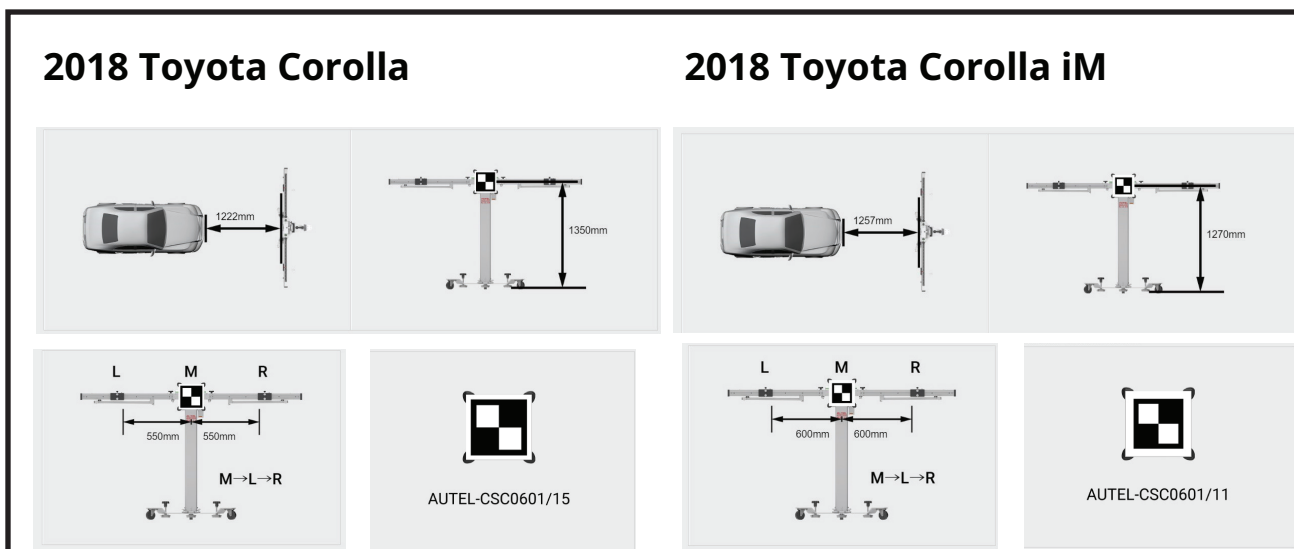 2018 Toyota Corolla
2018 Toyota Corolla iM
1222mm
1350mm
1257mm
1270mm
L M R
550mm 550mm
M→L→R
AUTEL-CSC0601/15
L M R
600mm 600mm
M→L→R
AUTEL-CSC0601/11